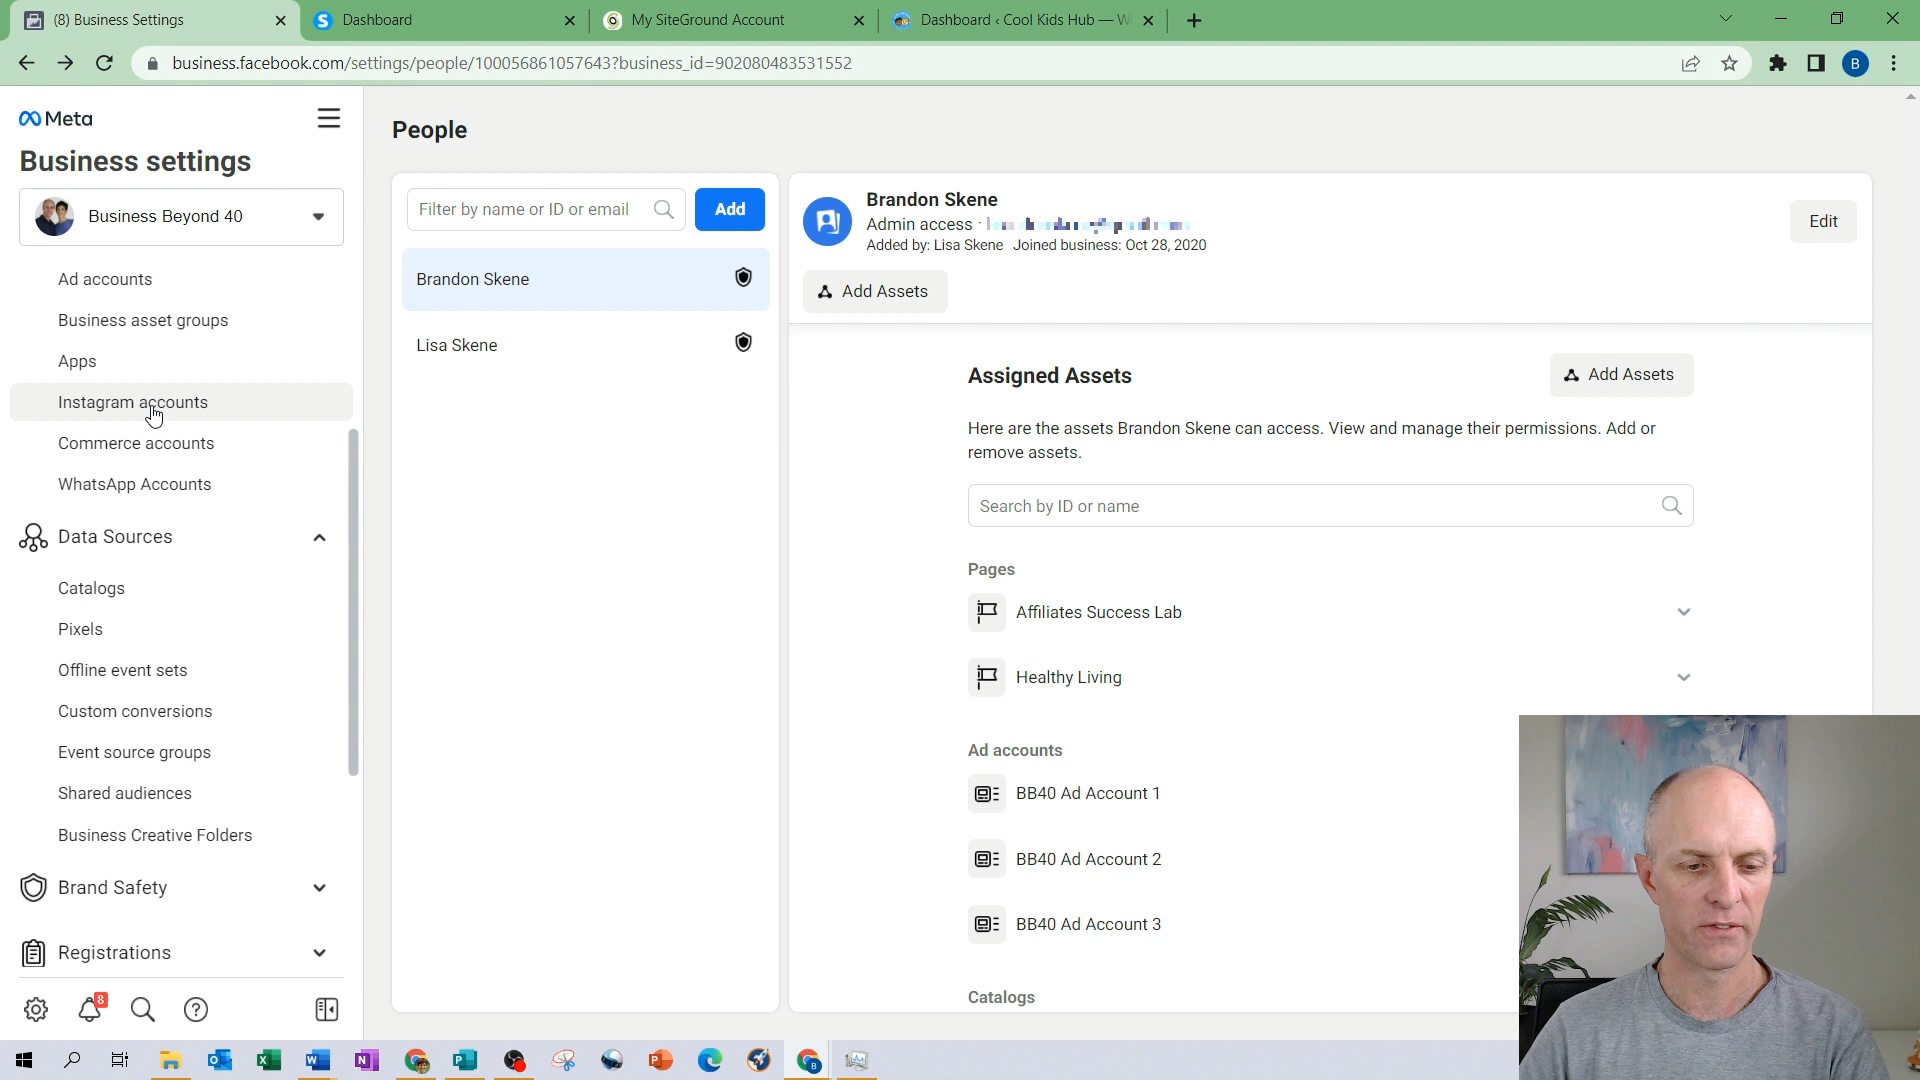 (8) Business Settings
Dashboard
My SiteGround Account
Dashboard ‹ Cool Kids Hub — W
business.facebook.com/settings/people/100056861057643?business_id=902080483531552
B
Meta
Business settings
Business Beyond 40
Ad accounts
Business asset groups
Apps
Instagram accounts
Commerce accounts
WhatsApp Accounts
Data Sources
Catalogs
Pixels
Offline event sets
Custom conversions
Event source groups
Shared audiences
Business Creative Folders
Brand Safety
Registrations
8
People
Filter by name or ID or email
Add
Brandon Skene
Lisa Skene
Brandon Skene
Admin access ·
Added by: Lisa Skene Joined business: Oct 28, 2020
Edit
Add Assets
Assigned Assets
Add Assets
Here are the assets Brandon Skene can access. View and manage their permissions. Add or
remove assets.
Search by ID or name
Pages
Affiliates Success Lab
Healthy Living
Ad accounts
BB40 Ad Account 1
BB40 Ad Account 2
BB40 Ad Account 3
Catalogs